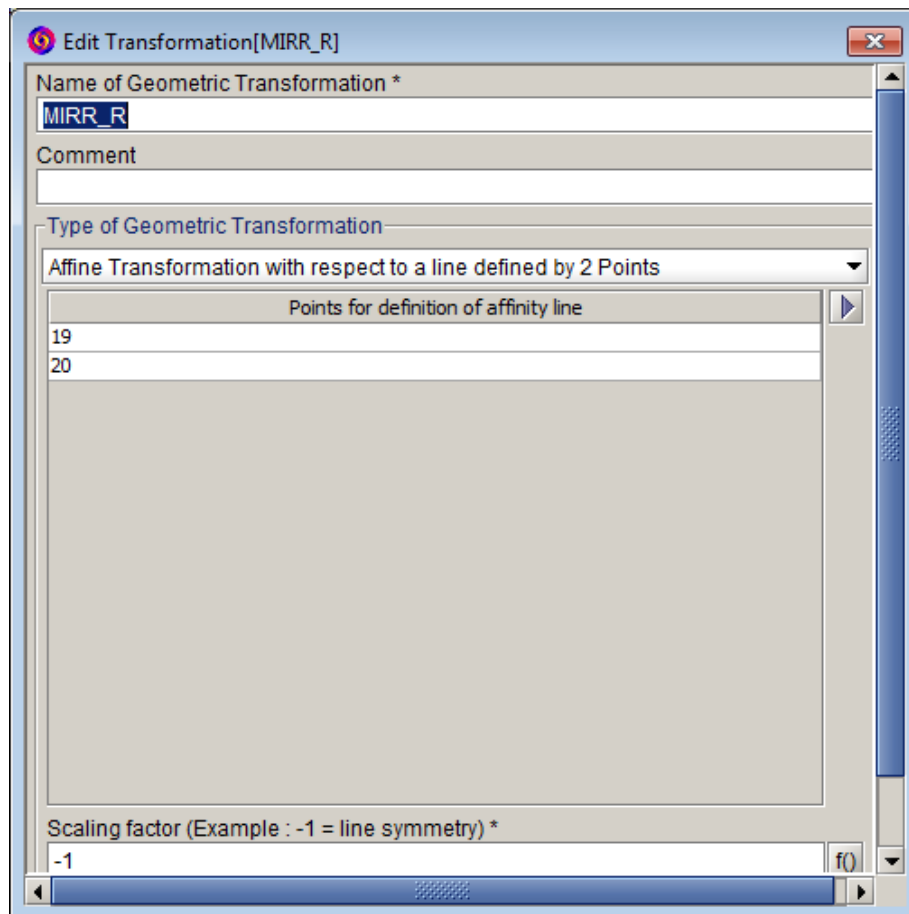 Edit Transformation[MIRR_R]
Name of Geometric Transformation *
MIRR_R
Comment
Type of Geometric Transformation
Affine Transformation with respect to a line defined by 2 Points
Points for definition of affinity line
19
20
Scaling factor (Example : -1 = line symmetry) *
-1 f()